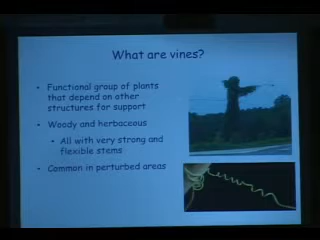 What are vines?
• Functional group of plants
that depend on other
structures for support
• Woody and herbaceous
• All with very strong and
flexible stems
• Common in perturbed areas